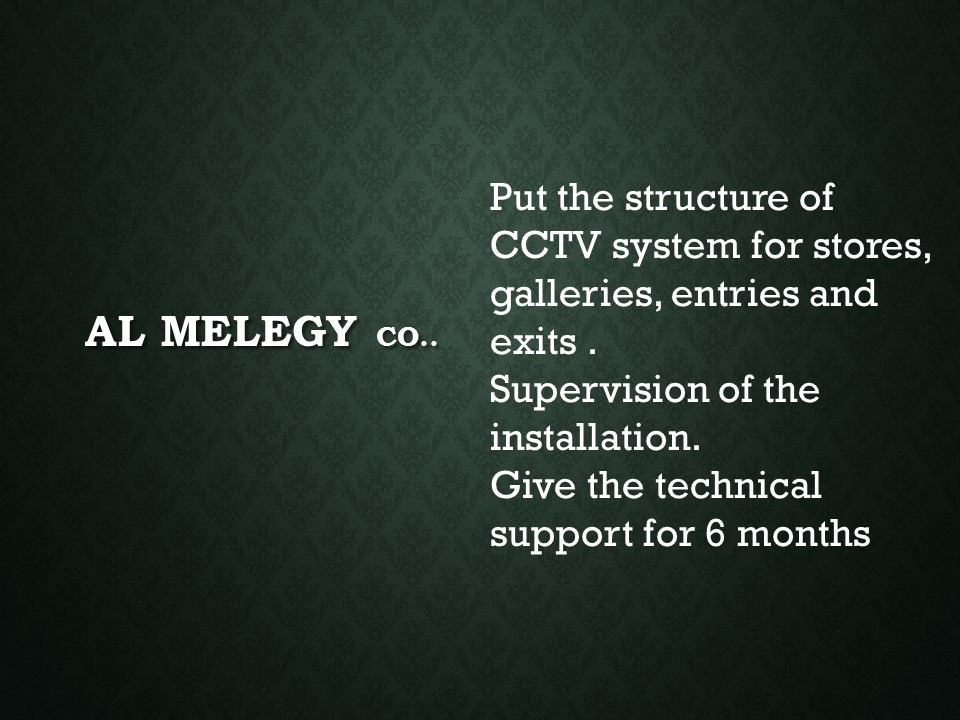 AL MELEGY co..
Put the structure of
CCTV system for stores,
galleries, entries and
exits .
Supervision of the
installation.
Give the technical
support for 6 months